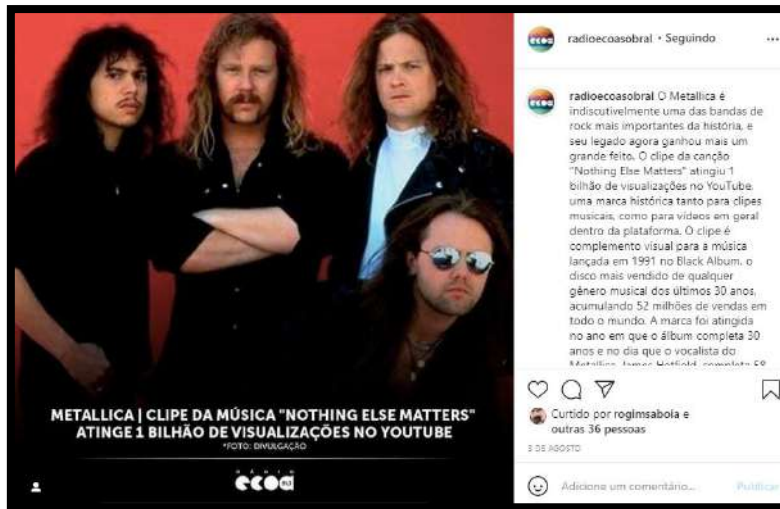 METALLICA | CLIPE DA MÚSICA "NOTHING ELSE MATTERS"
ATINGE 1 BILHÃO DE VISUALIZAÇÕES NO YOUTUBE
*FOTO: DIVULGAÇÃO
RÁDIO
ecoa
radioecoasobral • Seguindo
radioecoasobral O Metallica é
indiscutivelmente uma das bandas de
rock mais importantes da história, e
seu legado agora ganhou mais um
grande feito. O clipe da canção
"Nothing Else Matters" atingiu 1
bilhão de visualizações no YouTube,
uma marca histórica tanto para clipes
musicais, como para vídeos em geral
dentro da plataforma. O clipe é
complemento visual para a música
lançada em 1991 no Black Album, o
disco mais vendido de qualquer
gênero musical dos últimos 30 anos,
acumulando 52 milhões de vendas em
todo o mundo. A marca foi atingida
no ano em que o álbum completa 30
anos e no dia que o vocalista do
Metallica, James Hetfield, completa 58
Curtido por rogimsaboia e
outras 36 pessoas
3 DE AGOSTO
Adicione um comentário... Publicar